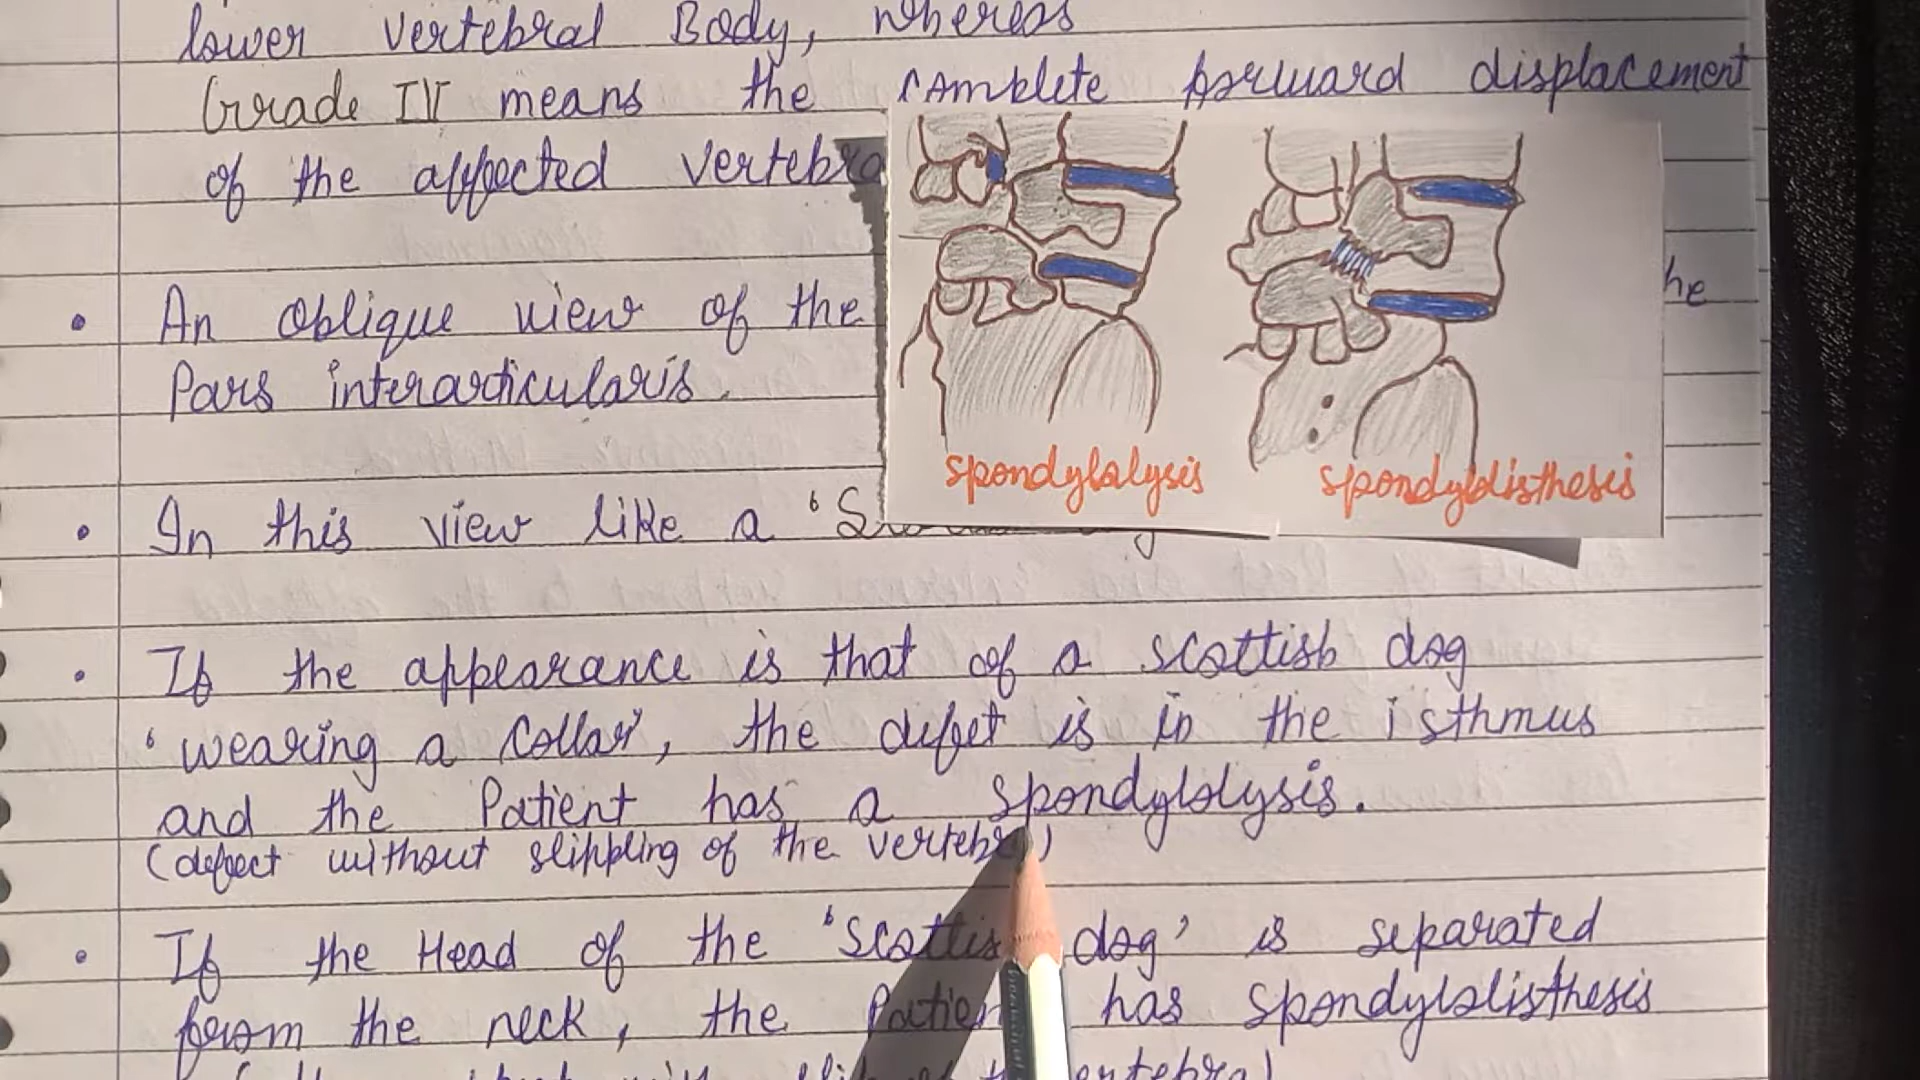 lower vertebral Body, whereas
Grade IV means the complete forward displacement
of the affected vertebra
An oblique view of the
he
Pars interarticularis.
spondylolysis
spondylolisthesis
In this view like a '
If the appearance is that of a scottish dog
'wearing a collar', the defect is in the isthmus
and the Patient has a spondylolysis.
(defect without slippling of the vertebra)
If the Head of the 'scottish dog' is separated
from the neck, the Patient has spondylolisthesis